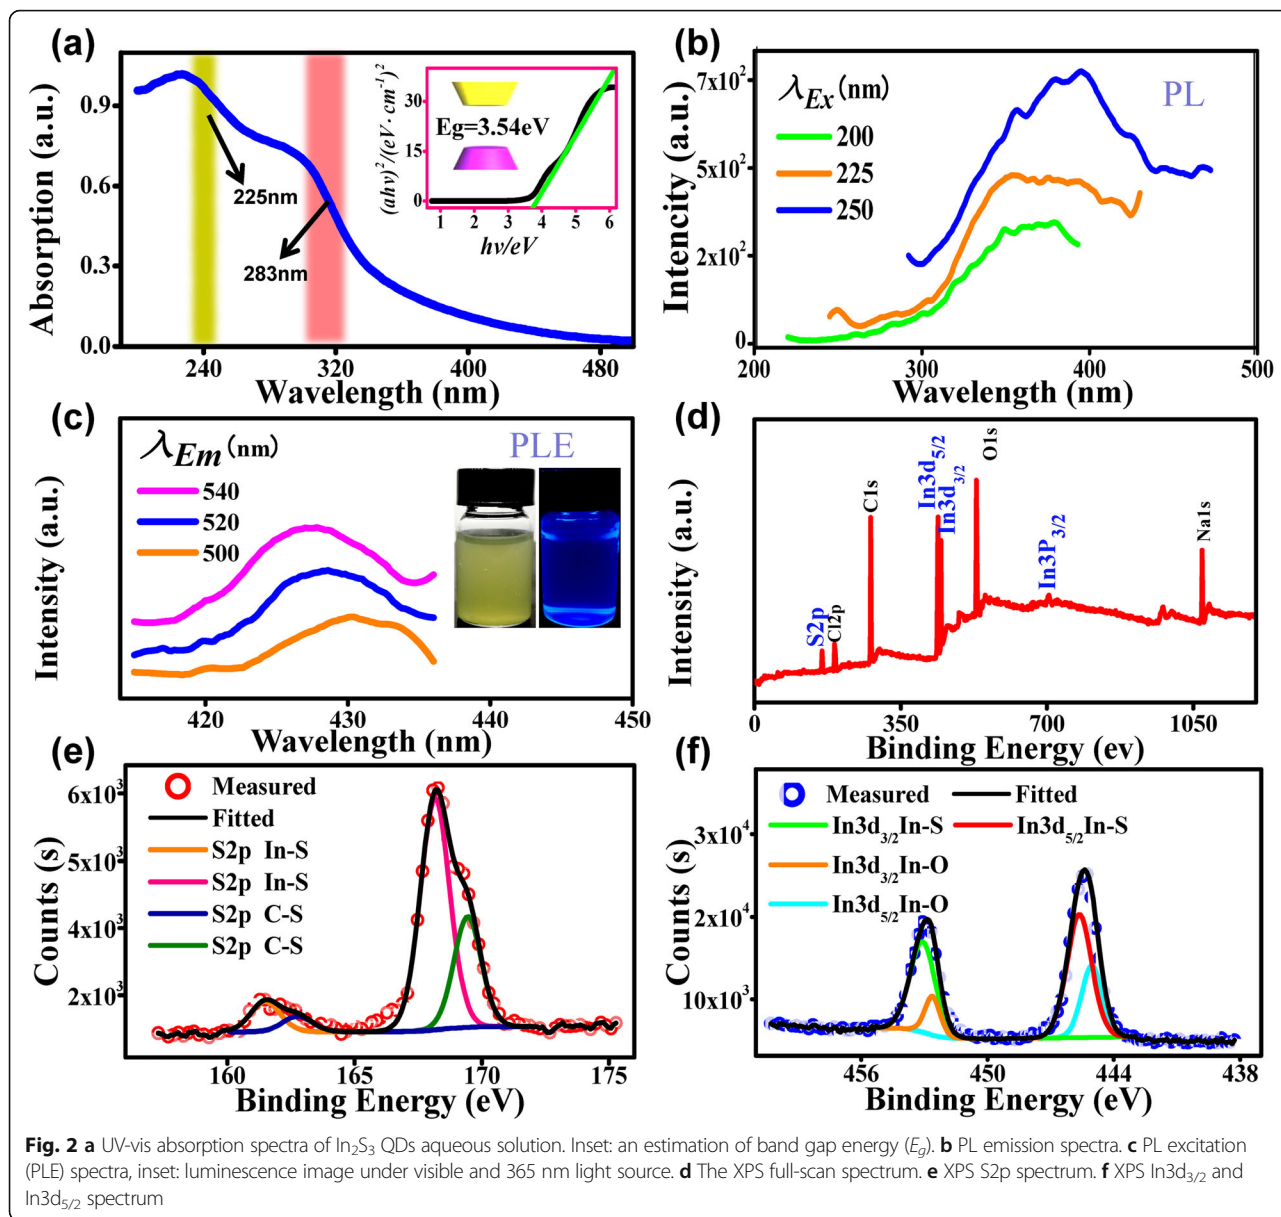 (a)
Absorption (a.u.)
0.9
0.6
0.3
0.0
225nm
283nm
(ahν)²/(eV·cm⁻¹)²
30
15
0
Eg=3.54eV
1 2 3 4 5 6
hν/eV
240 320 400 480
Wavelength (nm)
(b)
Intencity (a.u.)
7x10²
5x10²
2x10²
0
λEx(nm)
200
225
250
PL
200 300 400 500
Wavelength (nm)
(c)
Intensity (a.u.)
λEm(nm)
540
520
500
PLE
420 430 440 450
Wavelength (nm)
(d)
Intensity (a.u.)
S2p
Cl2p
C1s
In3d5/2
In3d3/2
O1s
In3P3/2
Na1s
0 350 700 1050
Binding Energy (ev)
(e)
Counts (s)
6x10³
5x10³
4x10³
2x10³
Measured
Fitted
S2p In-S
S2p In-S
S2p C-S
S2p C-S
160 165 170 175
Binding Energy (eV)
(f)
Counts (s)
3x10⁴
2x10⁴
10x10³
Measured
Fitted
In3d3/2In-S
In3d5/2In-S
In3d3/2In-O
In3d5/2In-O
456 450 444 438
Binding Energy (eV)
Fig. 2 a UV-vis absorption spectra of In₂S₃ QDs aqueous solution. Inset: an estimation of band gap energy (Eg). b PL emission spectra. c PL excitation
(PLE) spectra, inset: luminescence image under visible and 365 nm light source. d The XPS full-scan spectrum. e XPS S2p spectrum. f XPS In3d3/2 and
In3d5/2 spectrum